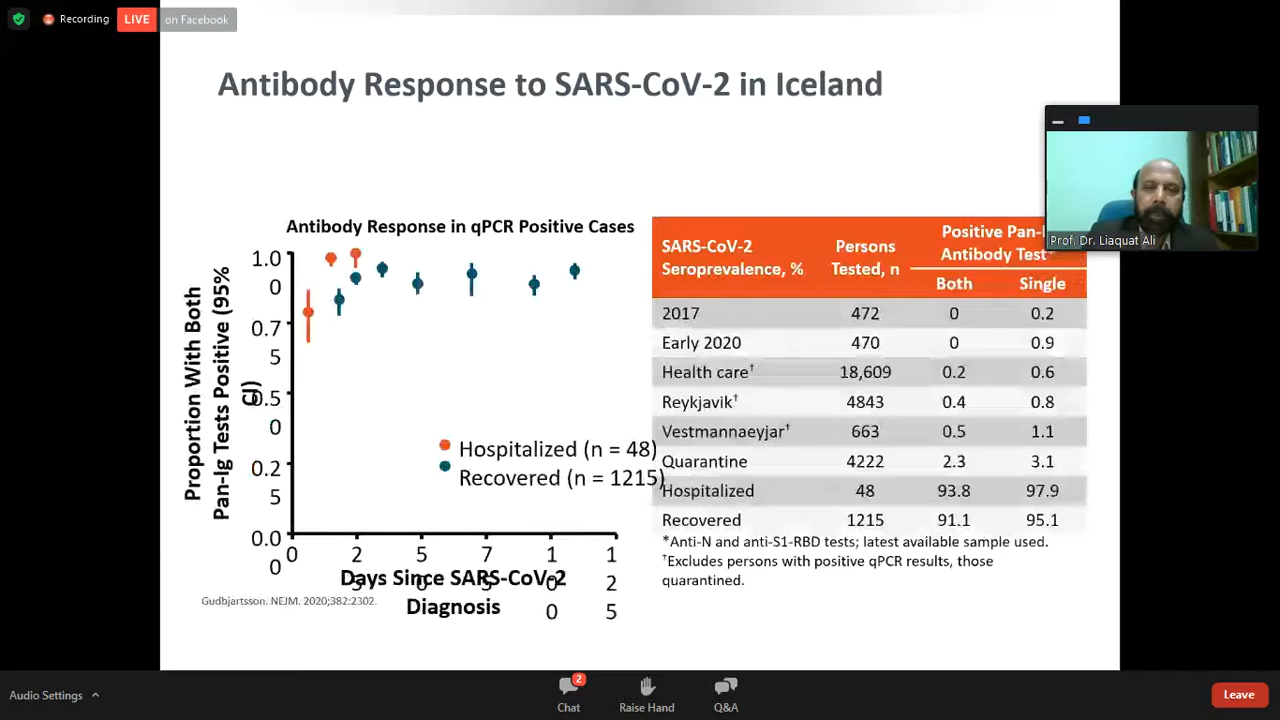 Recording
LIVE
on Facebook
Antibody Response to SARS-CoV-2 in Iceland
Prof. Dr. Liaquat Ali
Antibody Response in qPCR Positive Cases
Proportion With Both
Pan-Ig Tests Positive (95%
CI)
1.0
0
0.7
5
0.5
0
0.2
5
0.0
0
Hospitalized (n = 48)
Recovered (n = 1215)
0
2
5
5
0
7
5
1
0
0
1
2
5
Days Since SARS-CoV-2
Diagnosis
Gudbjartsson. NEJM. 2020;382:2302.
SARS-CoV-2 Seroprevalence, %
Persons Tested, n
Positive Pan-I
Antibody Test*
Both Single
2017 472 0 0.2
Early 2020 470 0 0.9
Health care† 18,609 0.2 0.6
Reykjavik† 4843 0.4 0.8
Vestmannaeyjar† 663 0.5 1.1
Quarantine 4222 2.3 3.1
Hospitalized 48 93.8 97.9
Recovered 1215 91.1 95.1
*Anti-N and anti-S1-RBD tests; latest available sample used.
†Excludes persons with positive qPCR results, those
quarantined.
Audio Settings
2
Chat
Raise Hand
Q&A
Leave